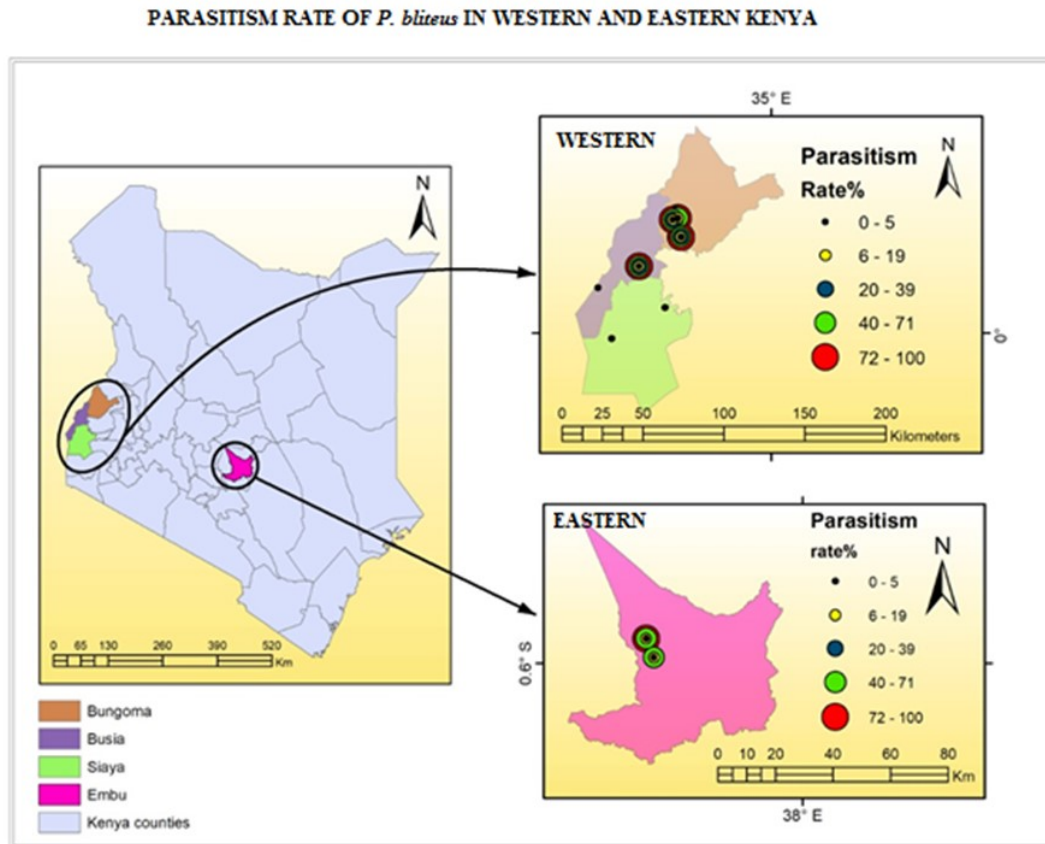 PARASITISM RATE OF P. bliteus IN WESTERN AND EASTERN KENYA
N
0 65 130 260 390 520
Km
Bungoma
Busia
Siaya
Embu
Kenya counties
35° E
WESTERN
N
Parasitism
Rate%
0 - 5
6 - 19
20 - 39
40 - 71
72 - 100
0°
0 25 50 100 150 200
Kilometers
EASTERN
N
Parasitism
rate%
0 - 5
6 - 19
20 - 39
40 - 71
72 - 100
0.6° S
0 10 20 40 60 80
Km
38° E